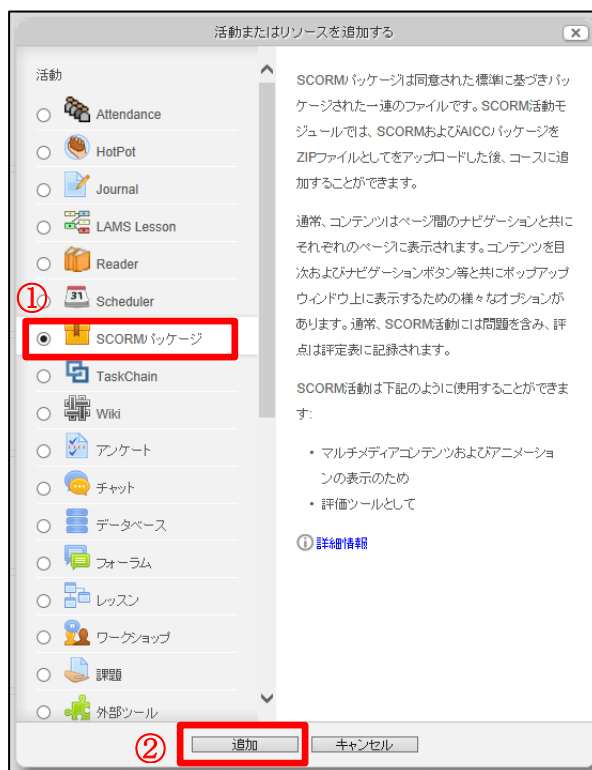 活動またはリソースを追加する
活動
Attendance
HotPot
Journal
LAMS Lesson
Reader
①
Scheduler
SCORMパッケージ
TaskChain
Wiki
アンケート
チャット
データベース
フォーラム
レッスン
ワークショップ
課題
外部ツール
SCORMパッケージは同意された標準に基づきパッ
ケージされた一連のファイルです。SCORM活動モ
ジュールでは、SCORMおよびAICCパッケージを
ZIPファイルとしてをアップロードした後、コースに追
加することができます。
通常、コンテンツはページ間のナビゲーションと共に
それぞれのページに表示されます。コンテンツを目
次およびナビゲーションボタン等と共にポップアップ
ウィンドウ上に表示するための様々なオプションが
あります。通常、SCORM活動には問題を含み、評
点は評定表に記録されます。
SCORM活動は下記のように使用することができま
す:
・マルチメディアコンテンツおよびアニメーショ
ンの表示のため
・評価ツールとして
詳細情報
②
追加
キャンセル